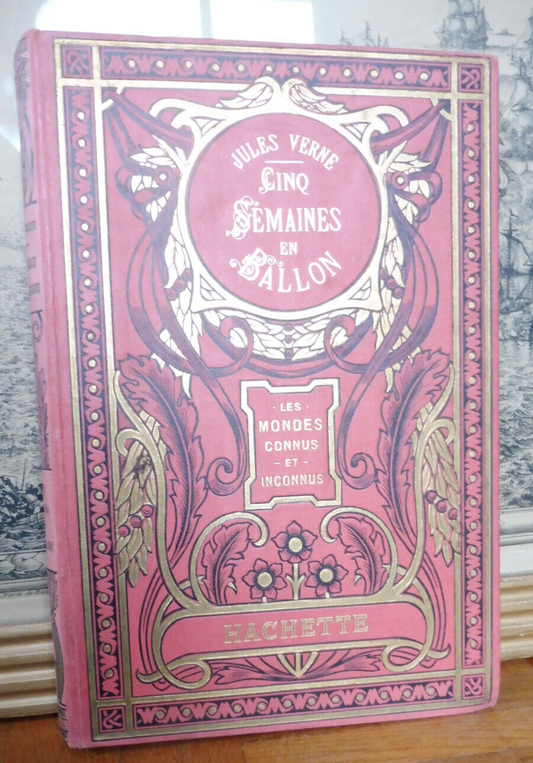 JULES VERNE
CINQ
SEMAINES
EN
BALLON
· LES ·
MONDES
CONNUS
- ET -
INCONNUS
HACHETTE